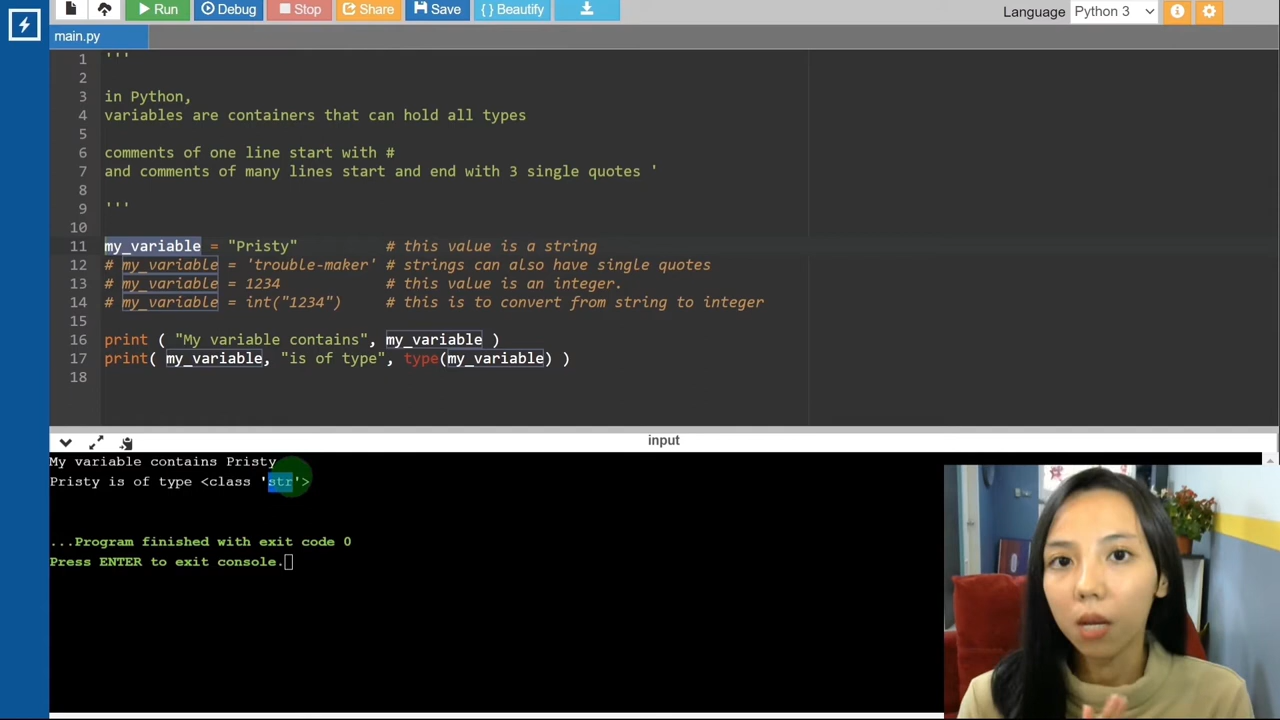 Run Debug Stop Share Save { } Beautify Language Python 3
main.py
1 '''
2
3 in Python,
4 variables are containers that can hold all types
5
6 comments of one line start with #
7 and comments of many lines start and end with 3 single quotes '
8
9 '''
10
11 my_variable = "Pristy" # this value is a string
12 # my_variable = 'trouble-maker' # strings can also have single quotes
13 # my_variable = 1234 # this value is an integer.
14 # my_variable = int("1234") # this is to convert from string to integer
15
16 print ( "My variable contains", my_variable )
17 print( my_variable, "is of type", type(my_variable) )
18
input
My variable contains Pristy
Pristy is of type <class 'str'>
...Program finished with exit code 0
Press ENTER to exit console.